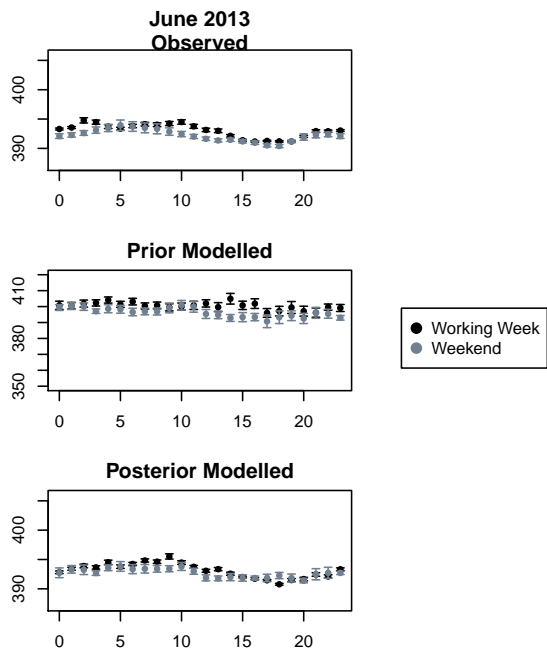 June 2013
Observed
400
390
0 5 10 15 20
Prior Modelled
410
380
350
0 5 10 15 20
Working Week
Weekend
Posterior Modelled
400
390
0 5 10 15 20